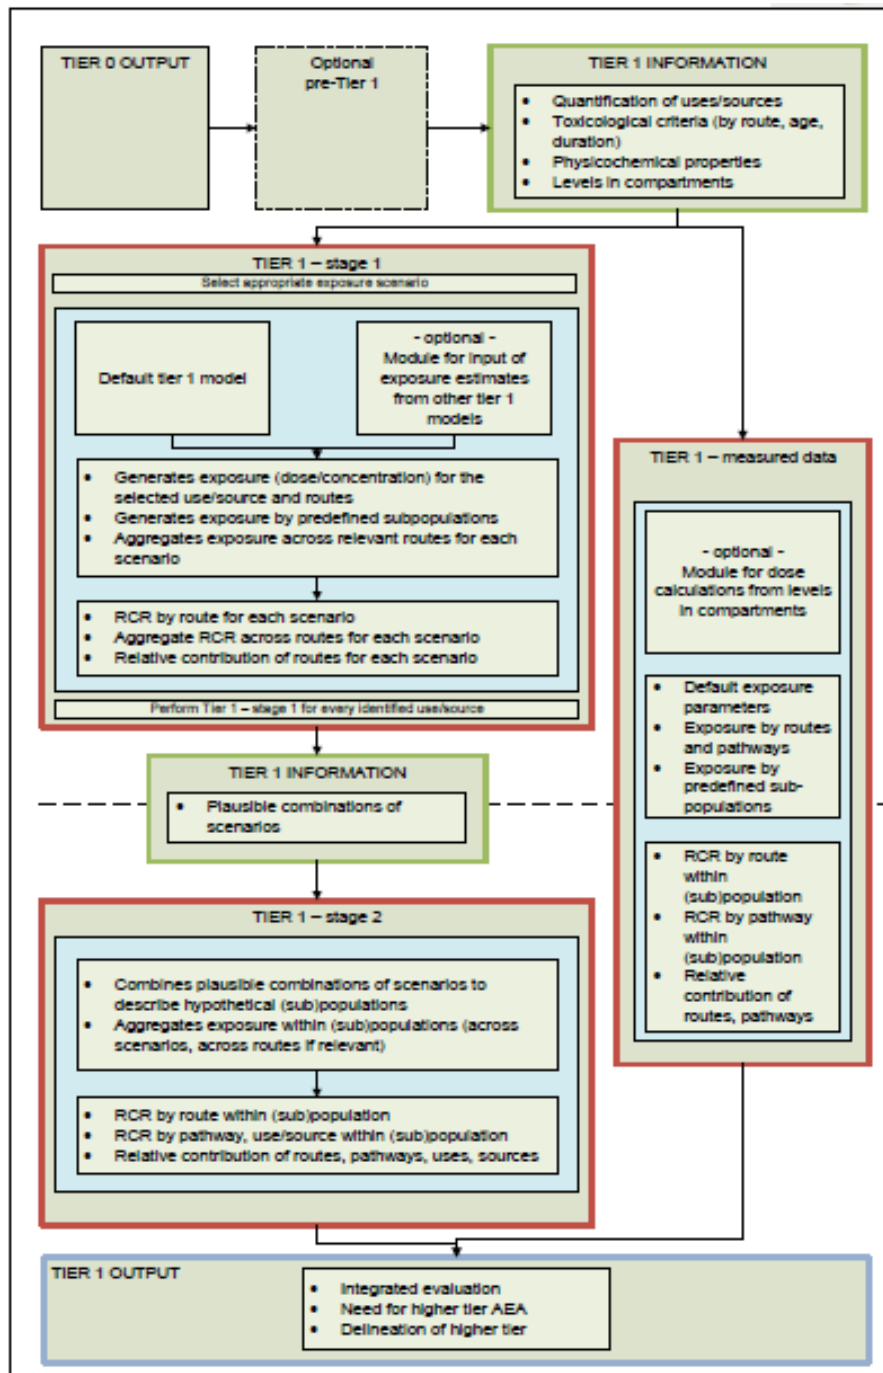 TIER 0 OUTPUT
Optional
pre-Tier 1
TIER 1 INFORMATION
• Quantification of uses/sources
• Toxicological criteria (by route, age,
duration)
• Physicochemical properties
• Levels in compartments
TIER 1 – stage 1
Select appropriate exposure scenario
Default tier 1 model
- optional -
Module for input of
exposure estimates
from other tier 1
models
• Generates exposure (dose/concentration) for the
selected use/source and routes
• Generates exposure by predefined subpopulations
• Aggregates exposure across relevant routes for each
scenario
• RCR by route for each scenario
• Aggregate RCR across routes for each scenario
• Relative contribution of routes for each scenario
Perform Tier 1 – stage 1 for every identified use/source
TIER 1 – measured data
- optional -
Module for dose
calculations from levels
in compartments
• Default exposure
parameters
• Exposure by routes
and pathways
• Exposure by
predefined sub-
populations
• RCR by route
within
(sub)population
• RCR by pathway
within
(sub)population
• Relative
contribution of
routes, pathways
TIER 1 INFORMATION
• Plausible combinations of
scenarios
TIER 1 – stage 2
• Combines plausible combinations of scenarios to
describe hypothetical (sub)populations
• Aggregates exposure within (sub)populations (across
scenarios, across routes if relevant)
• RCR by route within (sub)population
• RCR by pathway, use/source within (sub)population
• Relative contribution of routes, pathways, uses, sources
TIER 1 OUTPUT
• Integrated evaluation
• Need for higher tier AEA
• Delineation of higher tier